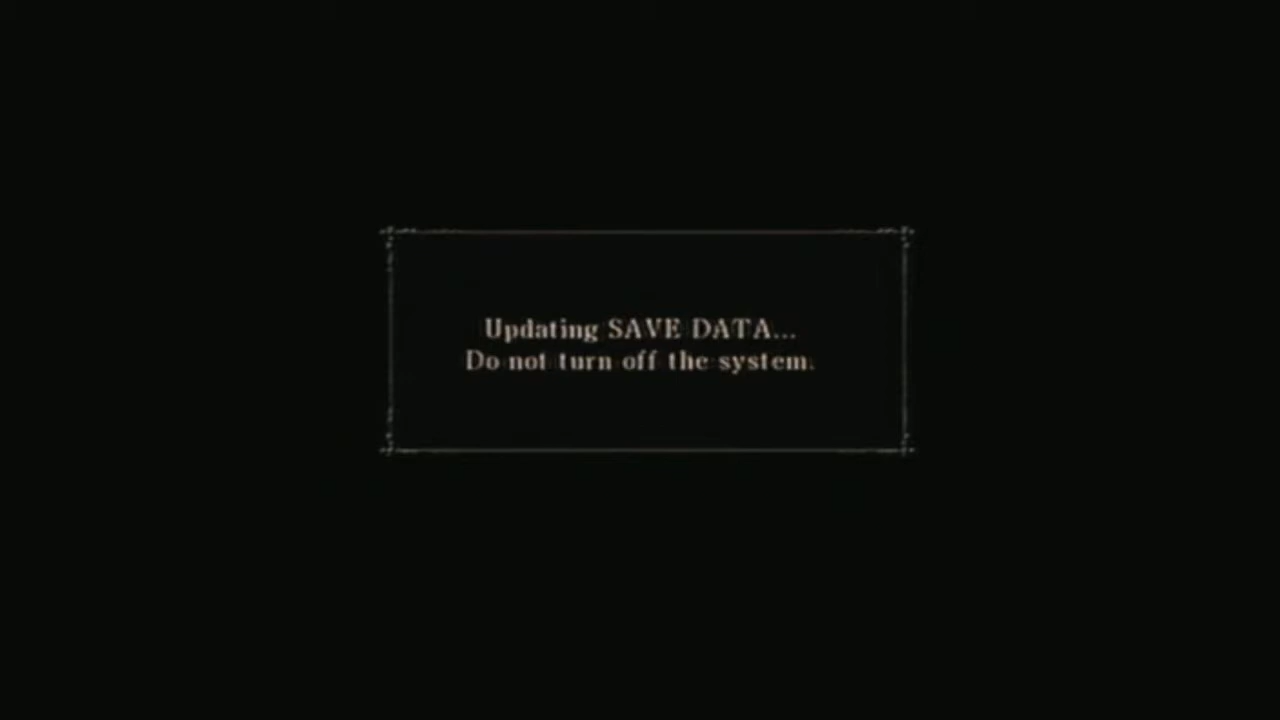 Updating SAVE DATA...
Do not turn off the system.